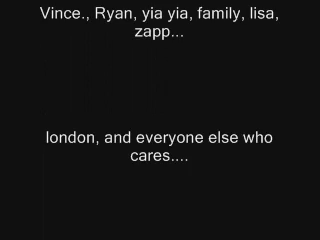 Vince., Ryan, yia yia, family, lisa,
zapp...
london, and everyone else who
cares....